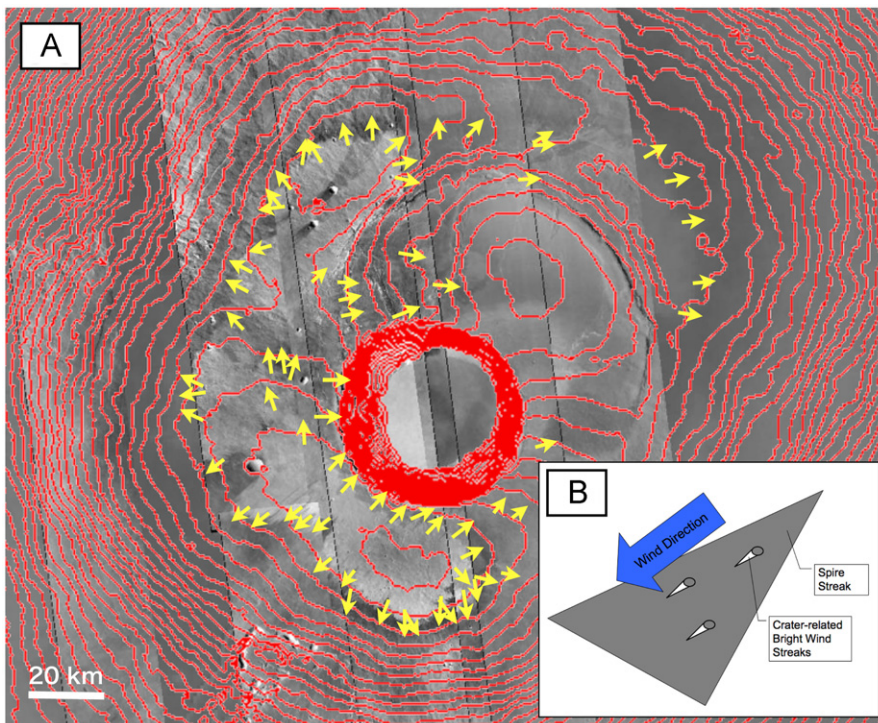 A
20 km
B
Wind Direction
Spire
Streak
Crater-related
Bright Wind
Streaks